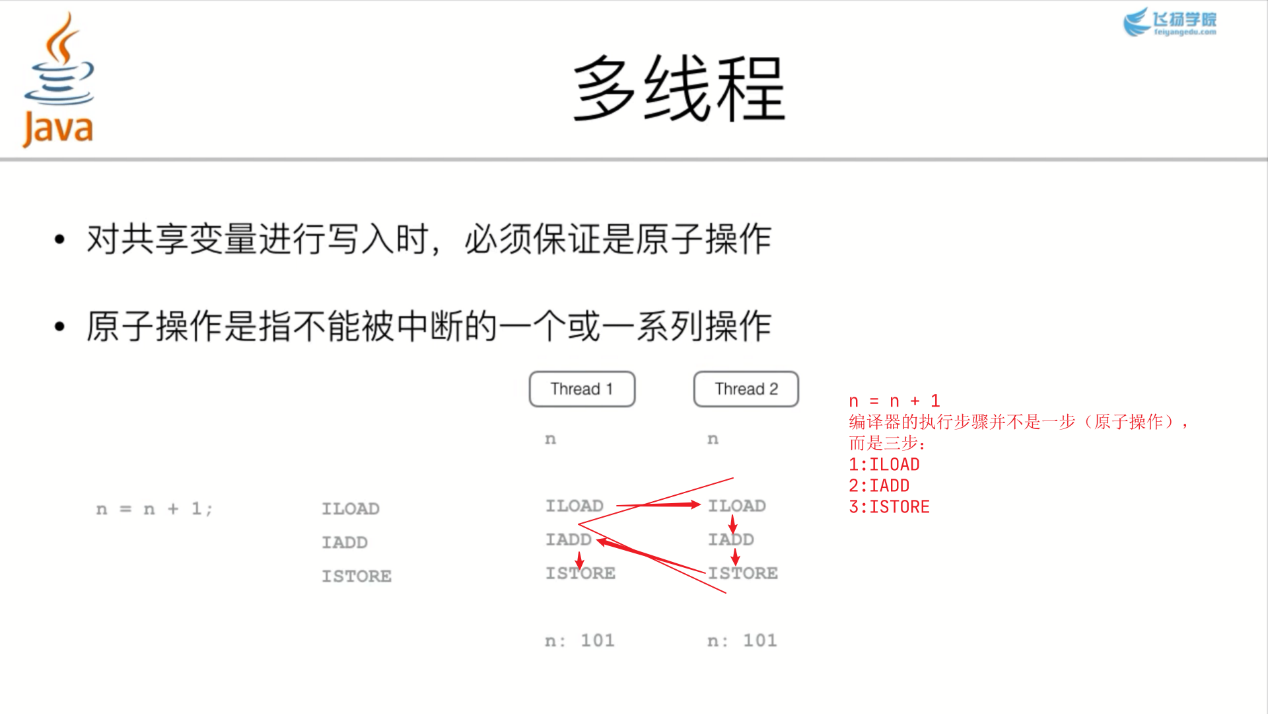 Java
飞扬学院
feiyangedu.com
多线程
• 对共享变量进行写入时，必须保证是原子操作
• 原子操作是指不能被中断的一个或一系列操作
Thread 1
Thread 2
n
n
n = n + 1;
ILOAD
IADD
ISTORE
ILOAD
IADD
ISTORE
ILOAD
IADD
ISTORE
n: 101
n: 101
n = n + 1
编译器的执行步骤并不是一步（原子操作），
而是三步：
1:ILOAD
2:IADD
3:ISTORE